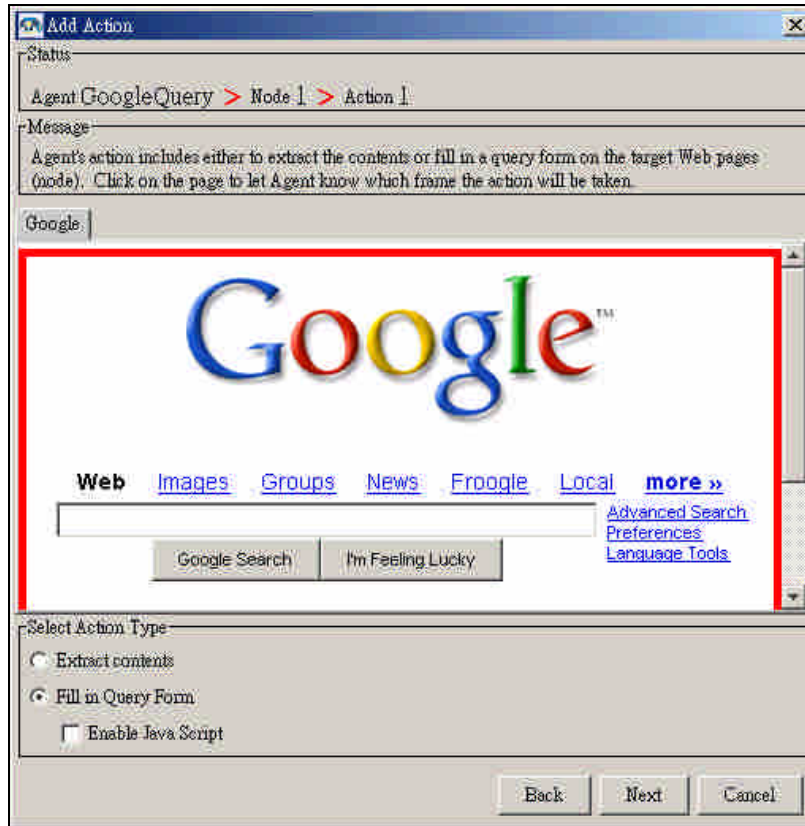 Add Action
Status
Agent GoogleQuery > Node 1 > Action 1
Message
Agent's action includes either to extract the contents or fill in a query form on the target Web pages
(node). Click on the page to let Agent know which frame the action will be taken.
Google
Google™
Web Images Groups News Froogle Local more »
Advanced Search
Preferences
Language Tools
Google Search I'm Feeling Lucky
Select Action Type
Extract contents
Fill in Query Form
Enable Java Script
Back Next Cancel